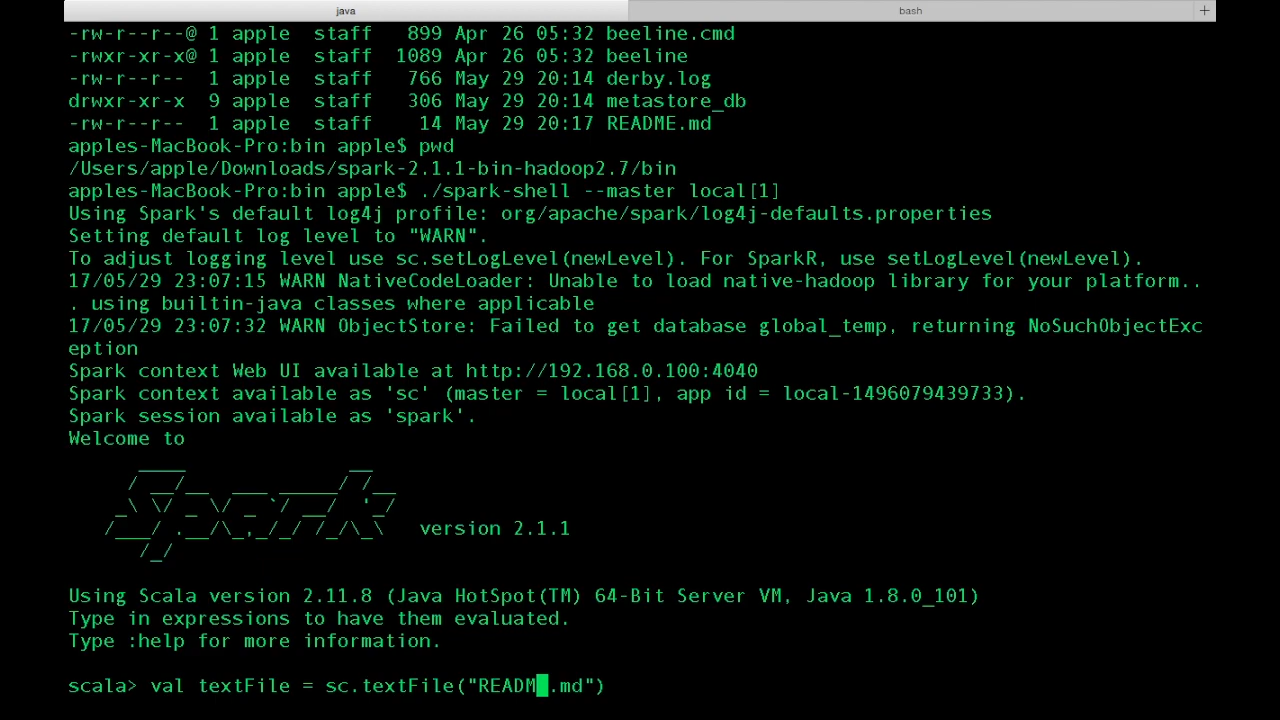 java
bash
+
-rw-r--r--@ 1 apple  staff   899 Apr 26 05:32 beeline.cmd
-rwxr-xr-x@ 1 apple  staff  1089 Apr 26 05:32 beeline
-rw-r--r--  1 apple  staff   766 May 29 20:14 derby.log
drwxr-xr-x  9 apple  staff   306 May 29 20:14 metastore_db
-rw-r--r--  1 apple  staff    14 May 29 20:17 README.md
apples-MacBook-Pro:bin apple$ pwd
/Users/apple/Downloads/spark-2.1.1-bin-hadoop2.7/bin
apples-MacBook-Pro:bin apple$ ./spark-shell --master local[1]
Using Spark's default log4j profile: org/apache/spark/log4j-defaults.properties
Setting default log level to "WARN".
To adjust logging level use sc.setLogLevel(newLevel). For SparkR, use setLogLevel(newLevel).
17/05/29 23:07:15 WARN NativeCodeLoader: Unable to load native-hadoop library for your platform..
. using builtin-java classes where applicable
17/05/29 23:07:32 WARN ObjectStore: Failed to get database global_temp, returning NoSuchObjectExc
eption
Spark context Web UI available at http://192.168.0.100:4040
Spark context available as 'sc' (master = local[1], app id = local-1496079439733).
Spark session available as 'spark'.
Welcome to
      ____              __
     / __/__  ___ _____/ /__
    _\ \/ _ \/ _ `/ __/  '_/
   /___/ .__/\_,_/_/ /_/\_\   version 2.1.1
      /_/
Using Scala version 2.11.8 (Java HotSpot(TM) 64-Bit Server VM, Java 1.8.0_101)
Type in expressions to have them evaluated.
Type :help for more information.
scala> val textFile = sc.textFile("READM .md")